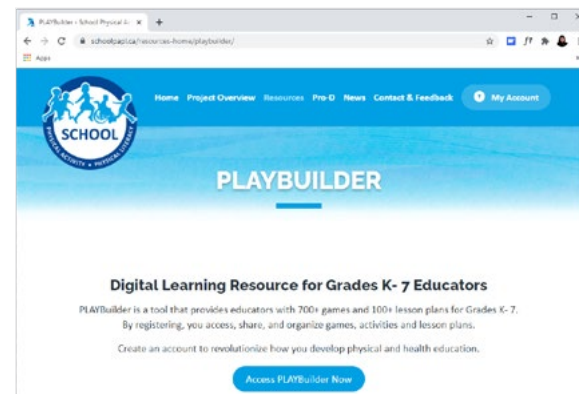 PLAYBuilder - School Physical Ac
schoolpapl.ca/resources-home/playbuilder/
Apps
Home Project Overview Resources Pro-D News Contact & Feedback My Account
SCHOOL
PHYSICAL ACTIVITY • PHYSICAL LITERACY
PLAYBUILDER
Digital Learning Resource for Grades K- 7 Educators
PLAYBuilder is a tool that provides educators with 700+ games and 100+ lesson plans for Grades K- 7.
By registering, you access, share, and organize games, activities and lesson plans.
Create an account to revolutionize how you develop physical and health education.
Access PLAYBuilder Now